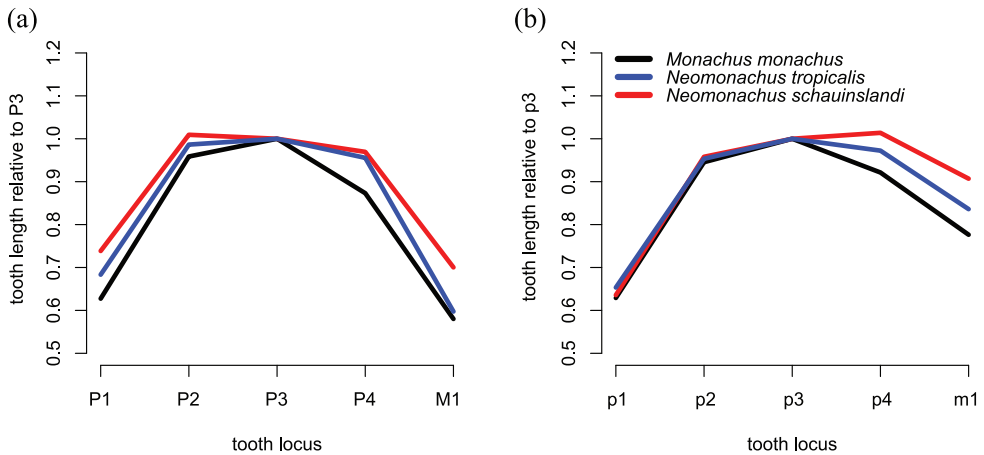 (a)
tooth length relative to P3
1.2
1.1
1.0
0.9
0.8
0.7
0.6
0.5
P1 P2 P3 P4 M1
tooth locus
(b)
Monachus monachus
Neomonachus tropicalis
Neomonachus schauinslandi
tooth length relative to p3
1.2
1.1
1.0
0.9
0.8
0.7
0.6
0.5
p1 p2 p3 p4 m1
tooth locus